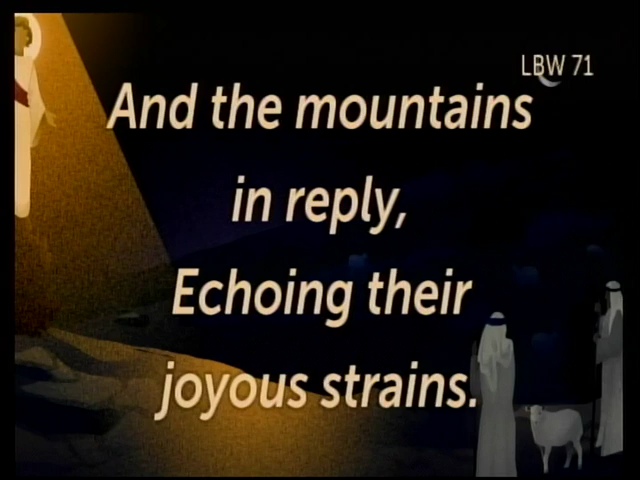 LBW 71
And the mountains
in reply,
Echoing their
joyous strains.